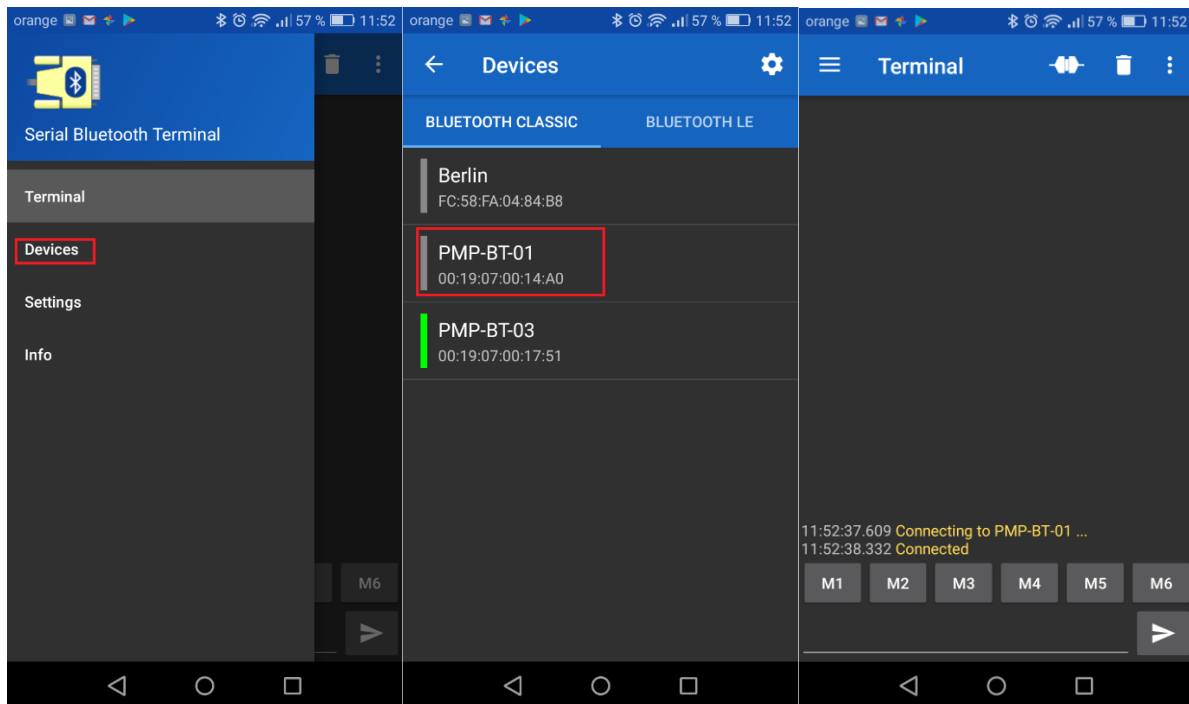 orange 57 % 11:52
Serial Bluetooth Terminal
Terminal
Devices
Settings
Info
M6
orange 57 % 11:52
Devices
BLUETOOTH CLASSIC BLUETOOTH LE
Berlin
FC:58:FA:04:84:B8
PMP-BT-01
00:19:07:00:14:A0
PMP-BT-03
00:19:07:00:17:51
orange 57 % 11:52
Terminal
11:52:37.609 Connecting to PMP-BT-01 ...
11:52:38.332 Connected
M1 M2 M3 M4 M5 M6